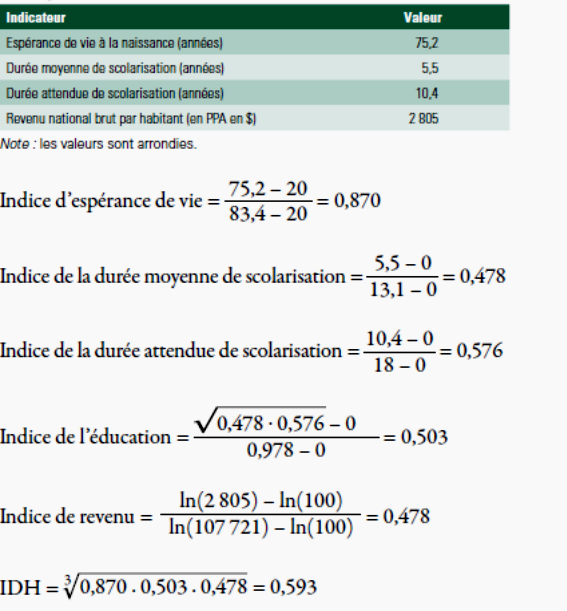 Indicateur Valeur
Espérance de vie à la naissance (années) 75,2
Durée moyenne de scolarisation (années) 5,5
Durée attendue de scolarisation (années) 10,4
Revenu national brut par habitant (en PPA en $) 2 805
Note : les valeurs sont arrondies.
Indice d’espérance de vie = (75,2 – 20) / (83,4 – 20) = 0,870
Indice de la durée moyenne de scolarisation = (5,5 – 0) / (13,1 – 0) = 0,478
Indice de la durée attendue de scolarisation = (10,4 – 0) / (18 – 0) = 0,576
Indice de l’éducation = (√(0,478 · 0,576) – 0) / (0,978 – 0) = 0,503
Indice de revenu = (ln(2 805) – ln(100)) / (ln(107 721) – ln(100)) = 0,478
IDH = ∛(0,870 . 0,503 . 0,478) = 0,593